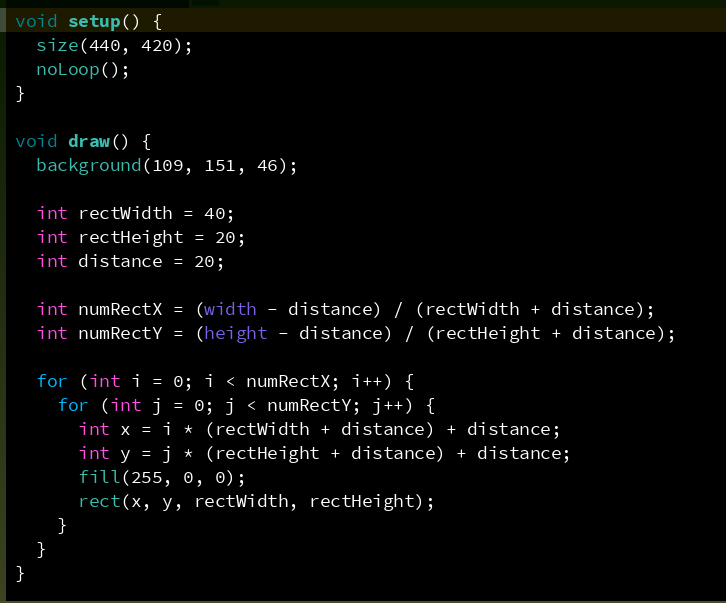 void setup() {
  size(440, 420);
  noLoop();
}

void draw() {
  background(109, 151, 46);

  int rectWidth = 40;
  int rectHeight = 20;
  int distance = 20;

  int numRectX = (width - distance) / (rectWidth + distance);
  int numRectY = (height - distance) / (rectHeight + distance);

  for (int i = 0; i < numRectX; i++) {
    for (int j = 0; j < numRectY; j++) {
      int x = i * (rectWidth + distance) + distance;
      int y = j * (rectHeight + distance) + distance;
      fill(255, 0, 0);
      rect(x, y, rectWidth, rectHeight);
    }
  }
}